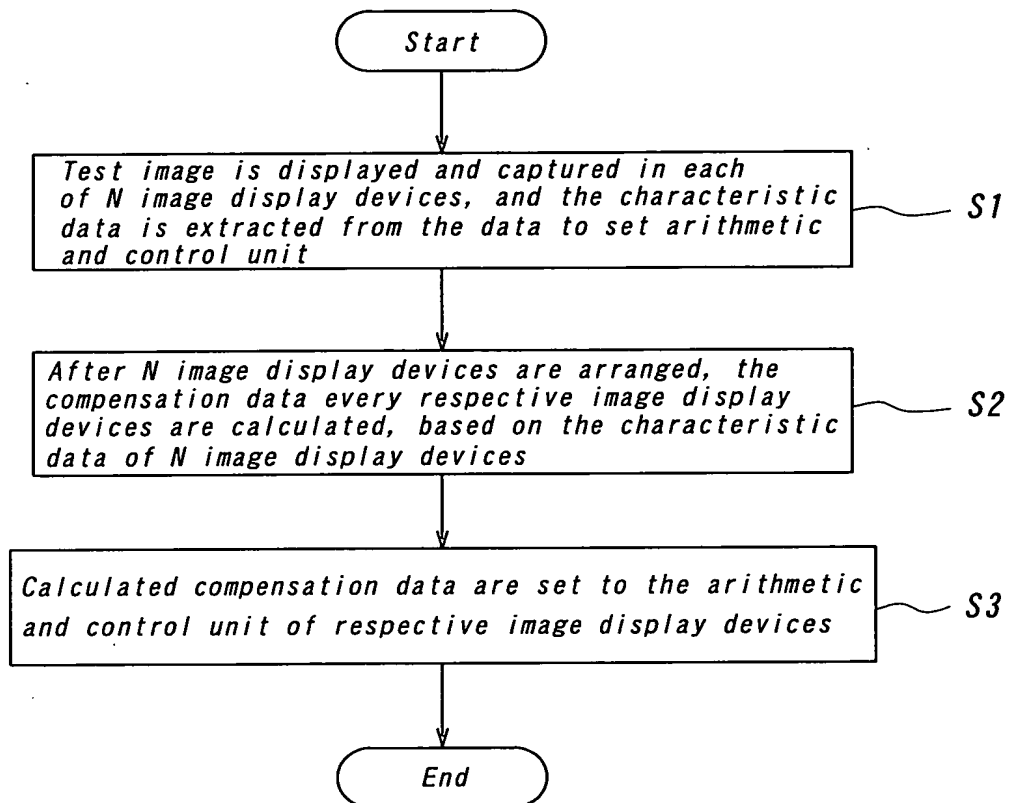 Start
Test image is displayed and captured in each
of N image display devices, and the characteristic
data is extracted from the data to set arithmetic
and control unit
S1
After N image display devices are arranged, the
compensation data every respective image display
devices are calculated, based on the characteristic
data of N image display devices
S2
Calculated compensation data are set to the arithmetic
and control unit of respective image display devices
S3
End